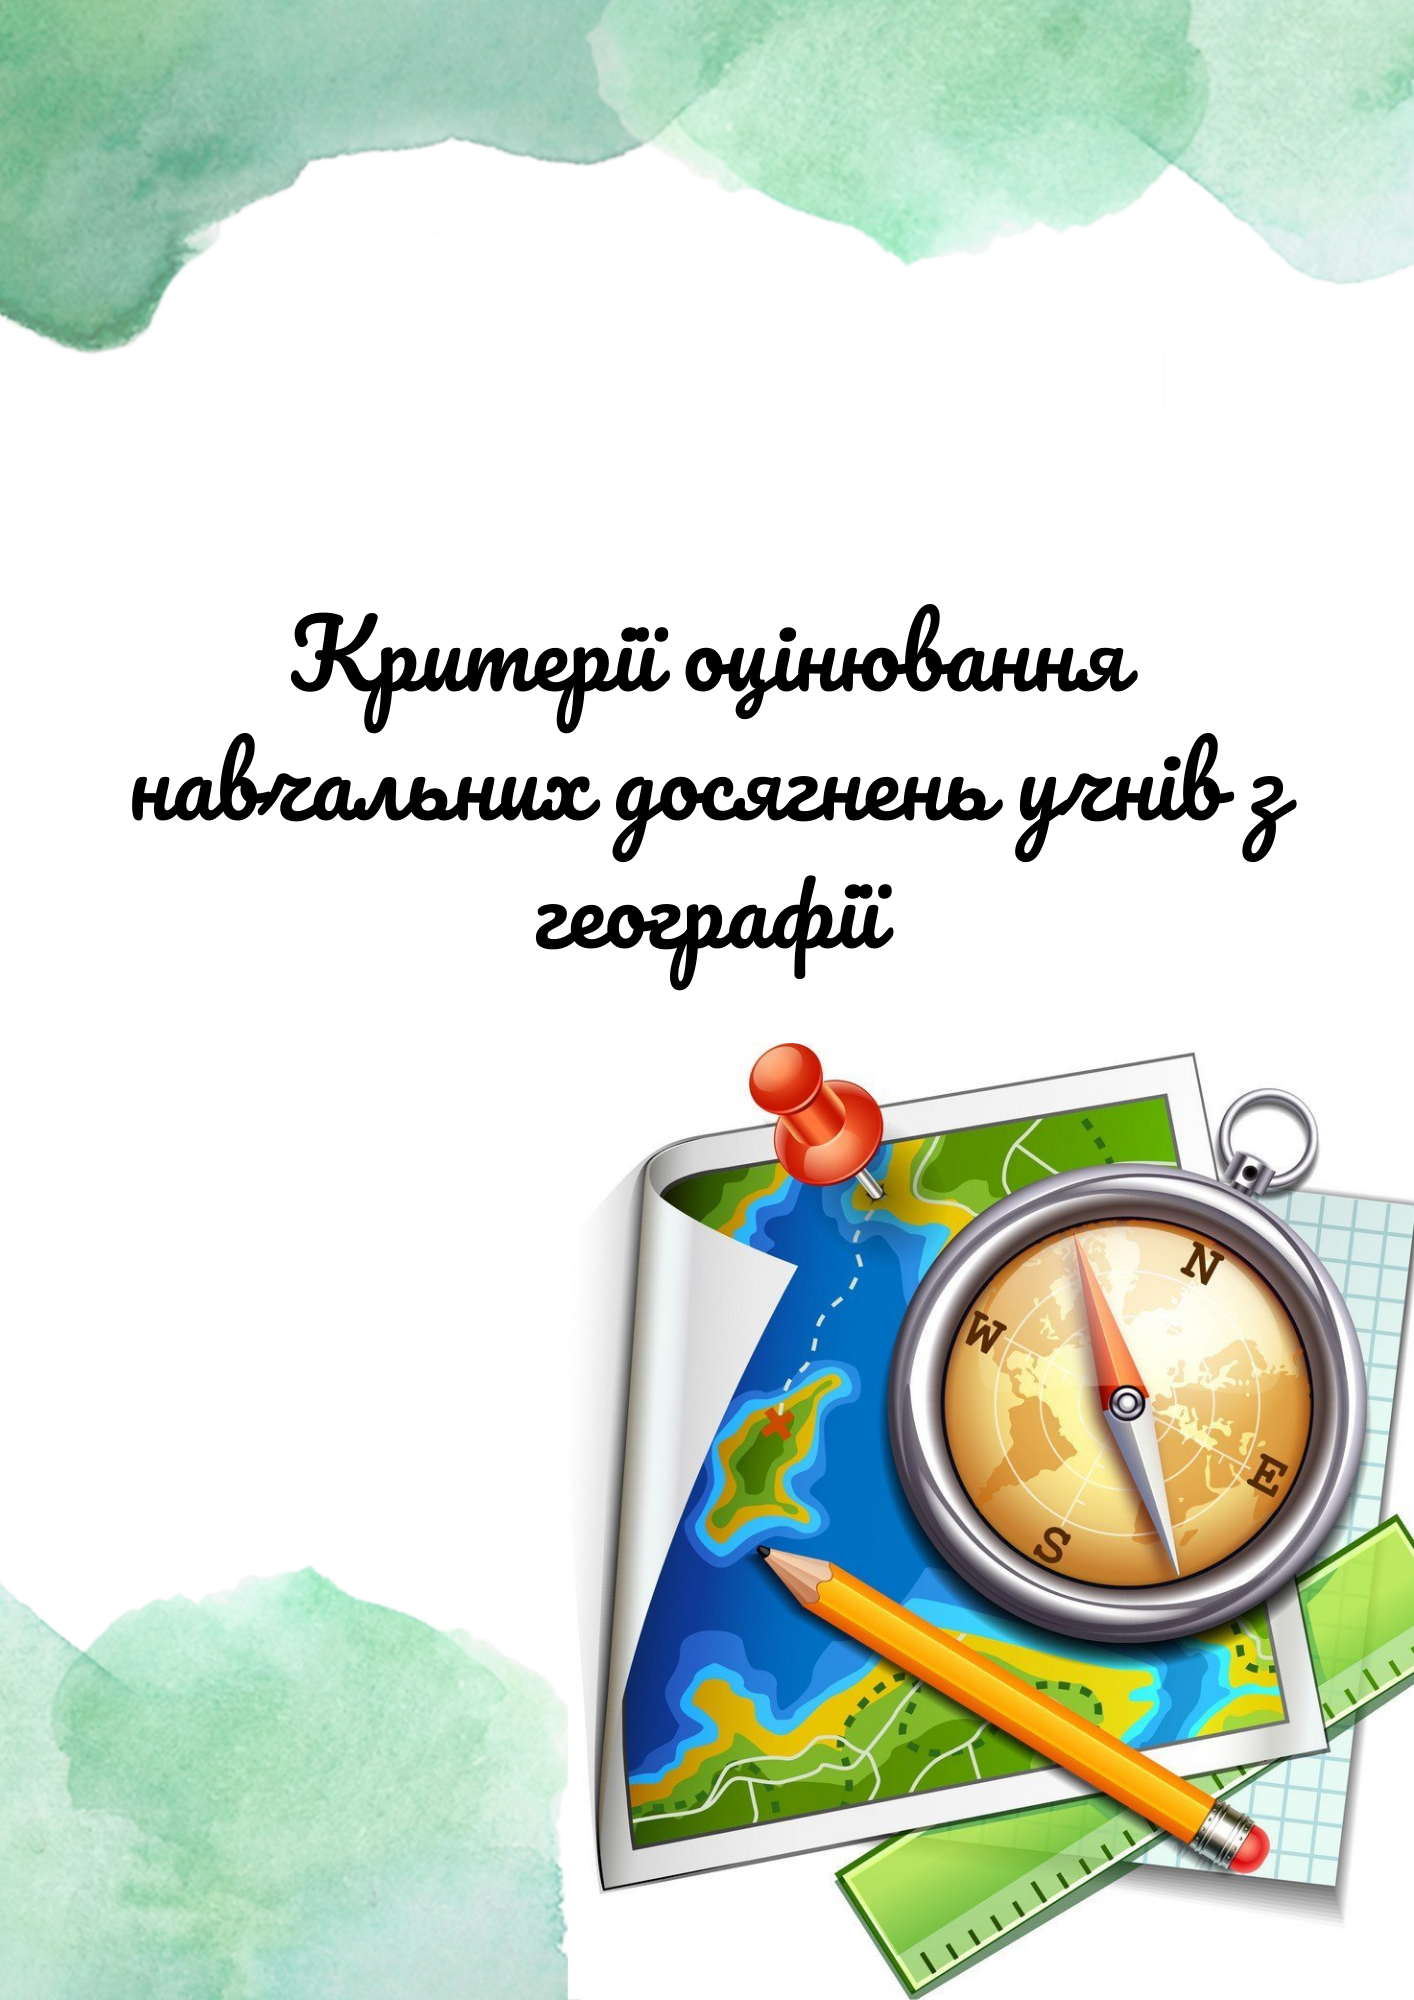 Критерії оцінювання
навчальних досягнень учнів з
географії
N
W
E
S